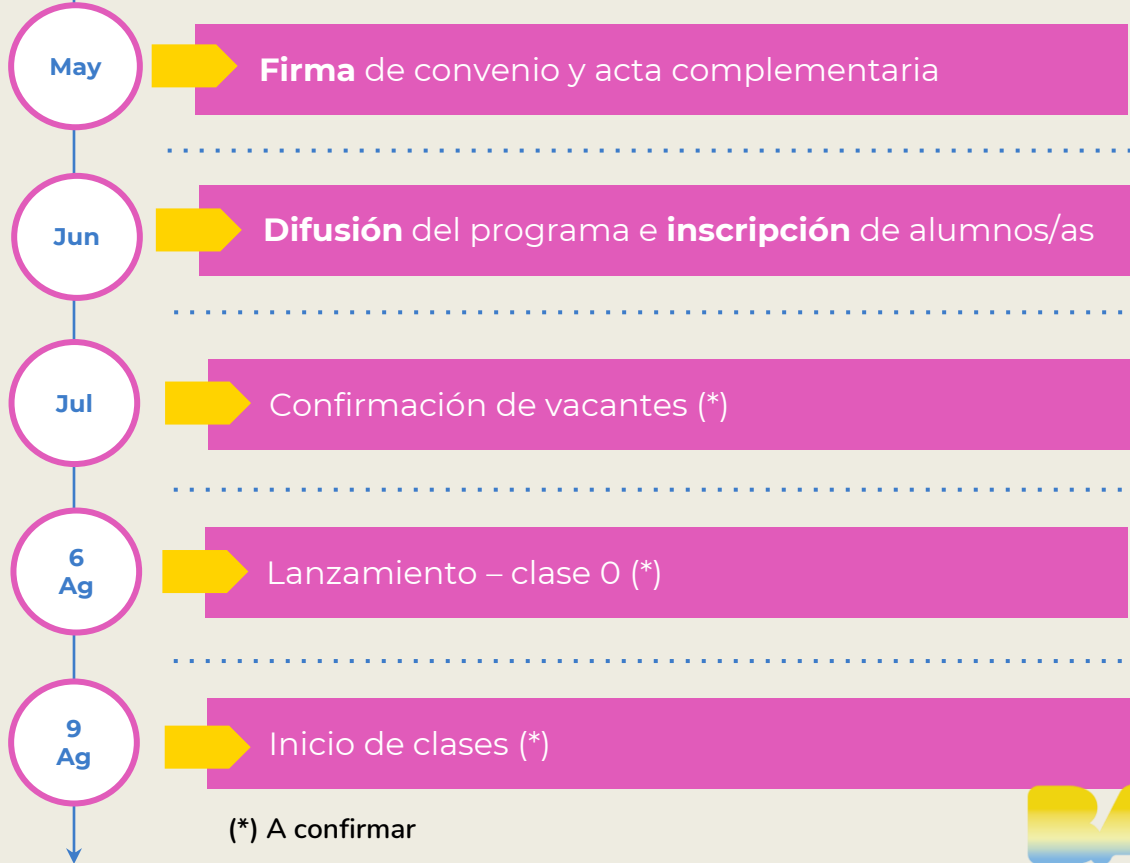 May
Firma de convenio y acta complementaria
Jun
Difusión del programa e inscripción de alumnos/as
Jul
Confirmación de vacantes (*)
6
Ag
Lanzamiento – clase 0 (*)
9
Ag
Inicio de clases (*)
(*) A confirmar